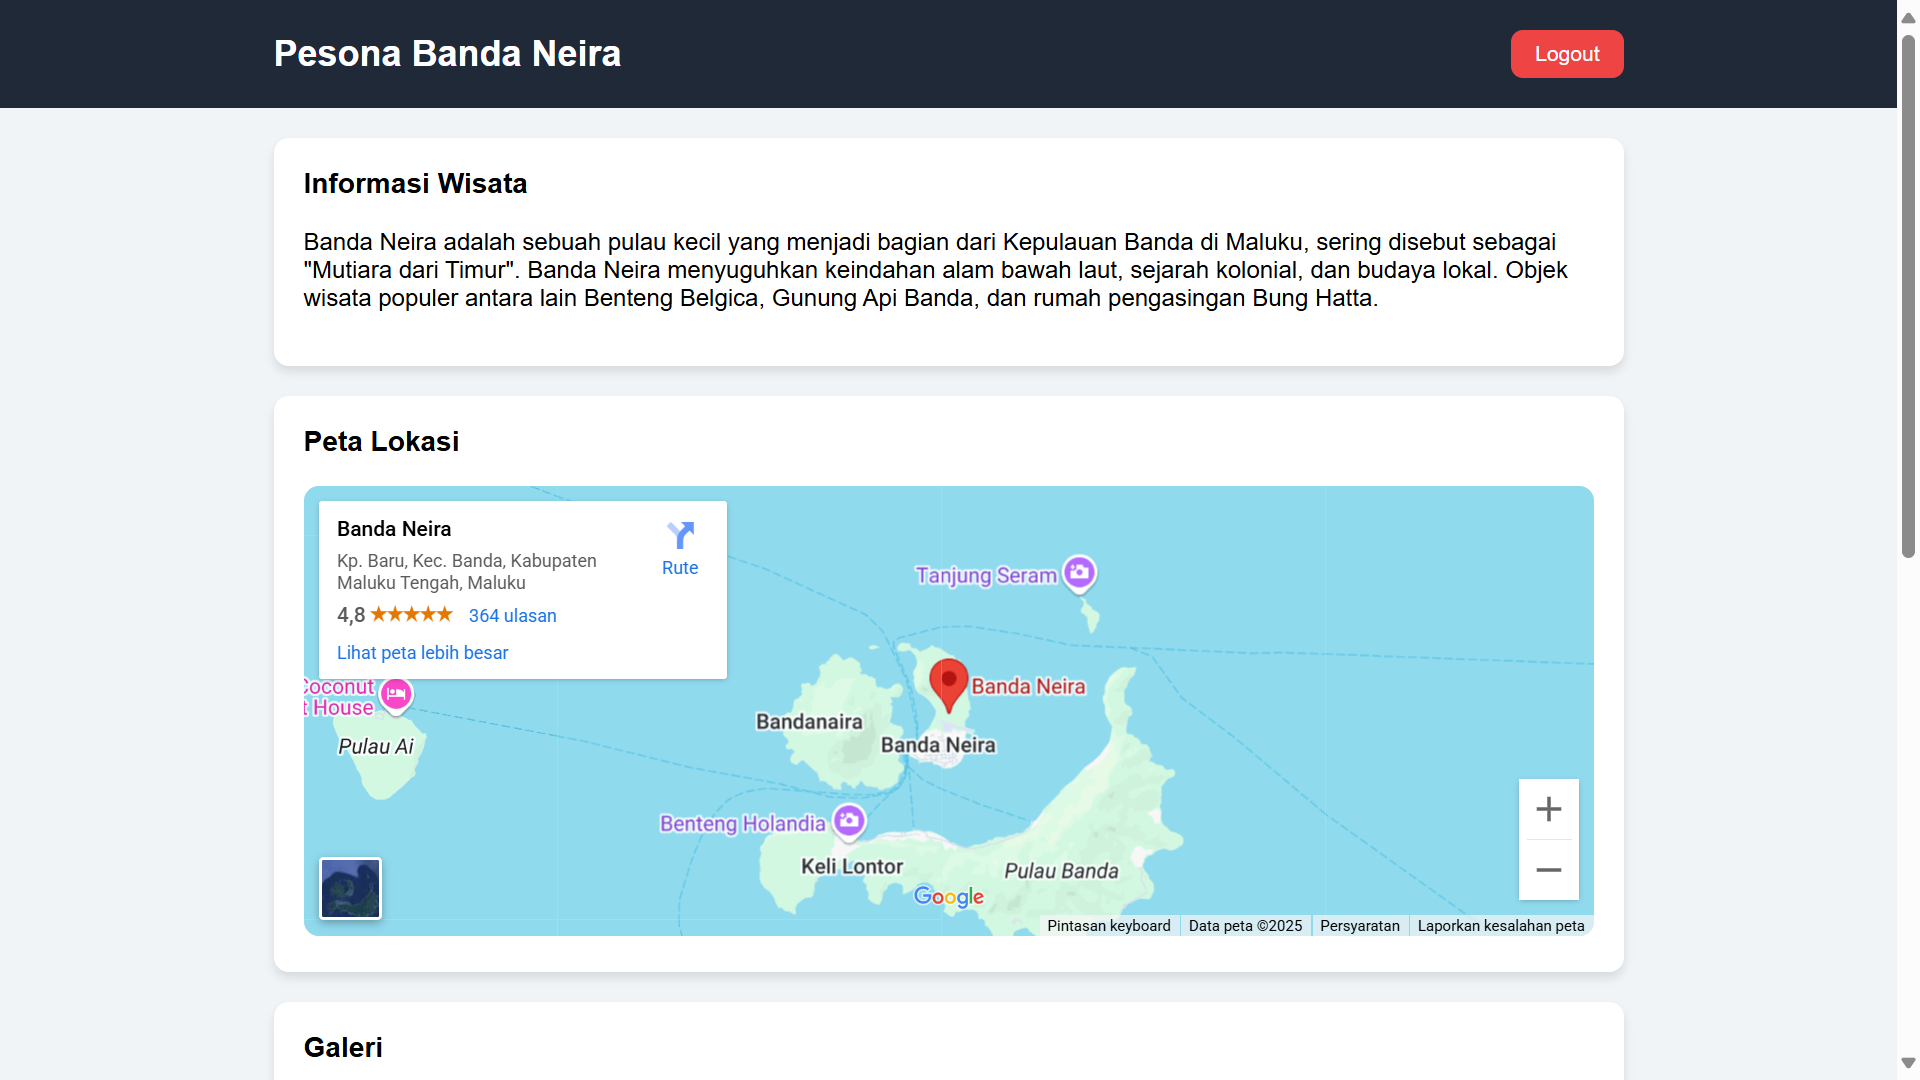 Pesona Banda Neira
Logout
Informasi Wisata
Banda Neira adalah sebuah pulau kecil yang menjadi bagian dari Kepulauan Banda di Maluku, sering disebut sebagai
"Mutiara dari Timur". Banda Neira menyuguhkan keindahan alam bawah laut, sejarah kolonial, dan budaya lokal. Objek
wisata populer antara lain Benteng Belgica, Gunung Api Banda, dan rumah pengasingan Bung Hatta.
Peta Lokasi
Banda Neira
Kp. Baru, Kec. Banda, Kabupaten
Maluku Tengah, Maluku
Rute
4,8
364 ulasan
Lihat peta lebih besar
Tanjung Seram
Coconut
t House
Pulau Ai
Banda Neira
Bandanaira
Banda Neira
Benteng Holandia
Keli Lontor
Pulau Banda
Google
Pintasan keyboard
Data peta ©2025
Persyaratan
Laporkan kesalahan peta
Galeri